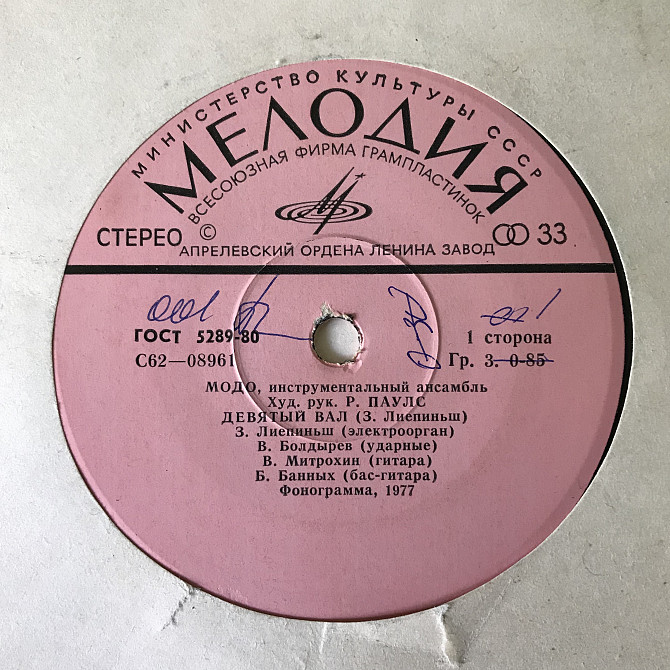 МИНИСТЕРСТВО КУЛЬТУРЫ СССР
МЕЛОДИЯ
ВСЕСОЮЗНАЯ ФИРМА ГРАМПЛАСТИНОК
СТЕРЕО © 33
АПРЕЛЕВСКИЙ ОРДЕНА ЛЕНИНА ЗАВОД
ГОСТ 5289-80 1 сторона
С62—08961 Гр. 3. 0-85
МОДО, инструментальный ансамбль
Худ. рук. Р. ПАУЛС
ДЕВЯТЫЙ ВАЛ (З. Лиепиньш)
З. Лиепиньш (электроорган)
В. Болдырев (ударные)
В. Митрохин (гитара)
Б. Банных (бас-гитара)
Фонограмма, 1977